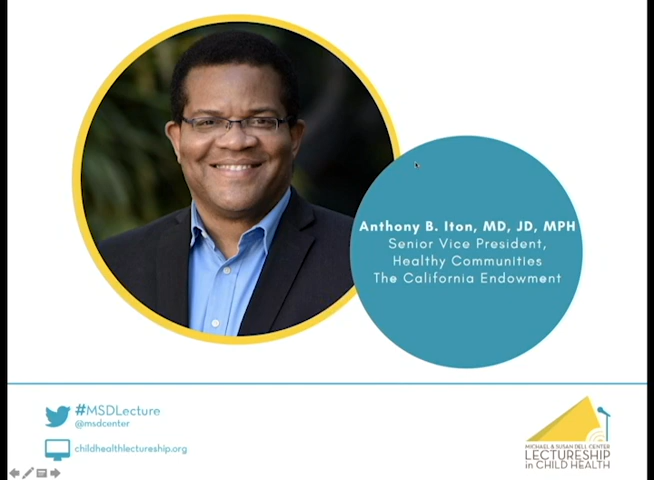 Anthony B. Iton, MD, JD, MPH
Senior Vice President,
Healthy Communities
The California Endowment
#MSDLecture
@msdcenter
childhealthlectureship.org
MICHAEL & SUSAN DELL CENTER
LECTURESHIP
in CHILD HEALTH